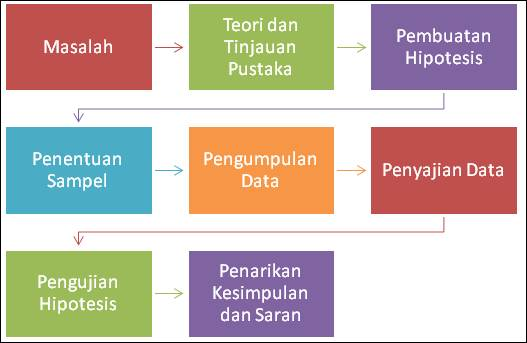 Masalah
Teori dan
Tinjauan
Pustaka
Pembuatan
Hipotesis
Penentuan
Sampel
Pengumpulan
Data
Penyajian Data
Pengujian
Hipotesis
Penarikan
Kesimpulan
dan Saran